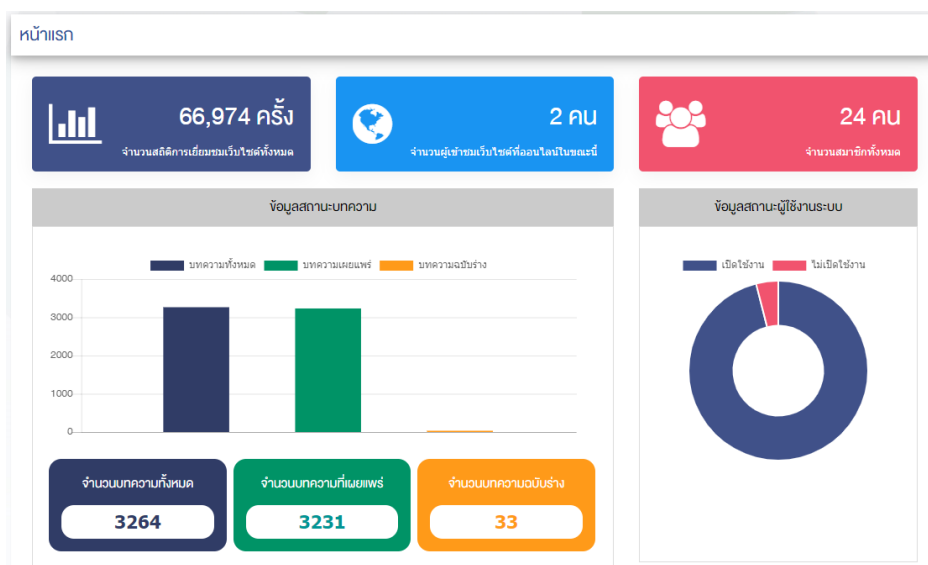 หน้าแรก
66,974 ครั้ง
จำนวนสถิติการเยี่ยมชมเว็บไซต์ทั้งหมด
2 คน
จำนวนผู้เข้าชมเว็บไซต์ที่ออนไลน์ในขณะนี้
24 คน
จำนวนสมาชิกทั้งหมด
ข้อมูลสถานะบทความ
บทความทั้งหมด บทความเผยแพร่ บทความฉบับร่าง
4000
3000
2000
1000
0
จำนวนบทความทั้งหมด
3264
จำนวนบทความที่เผยแพร่
3231
จำนวนบทความฉบับร่าง
33
ข้อมูลสถานะผู้ใช้งานระบบ
เปิดใช้งาน ไม่เปิดใช้งาน